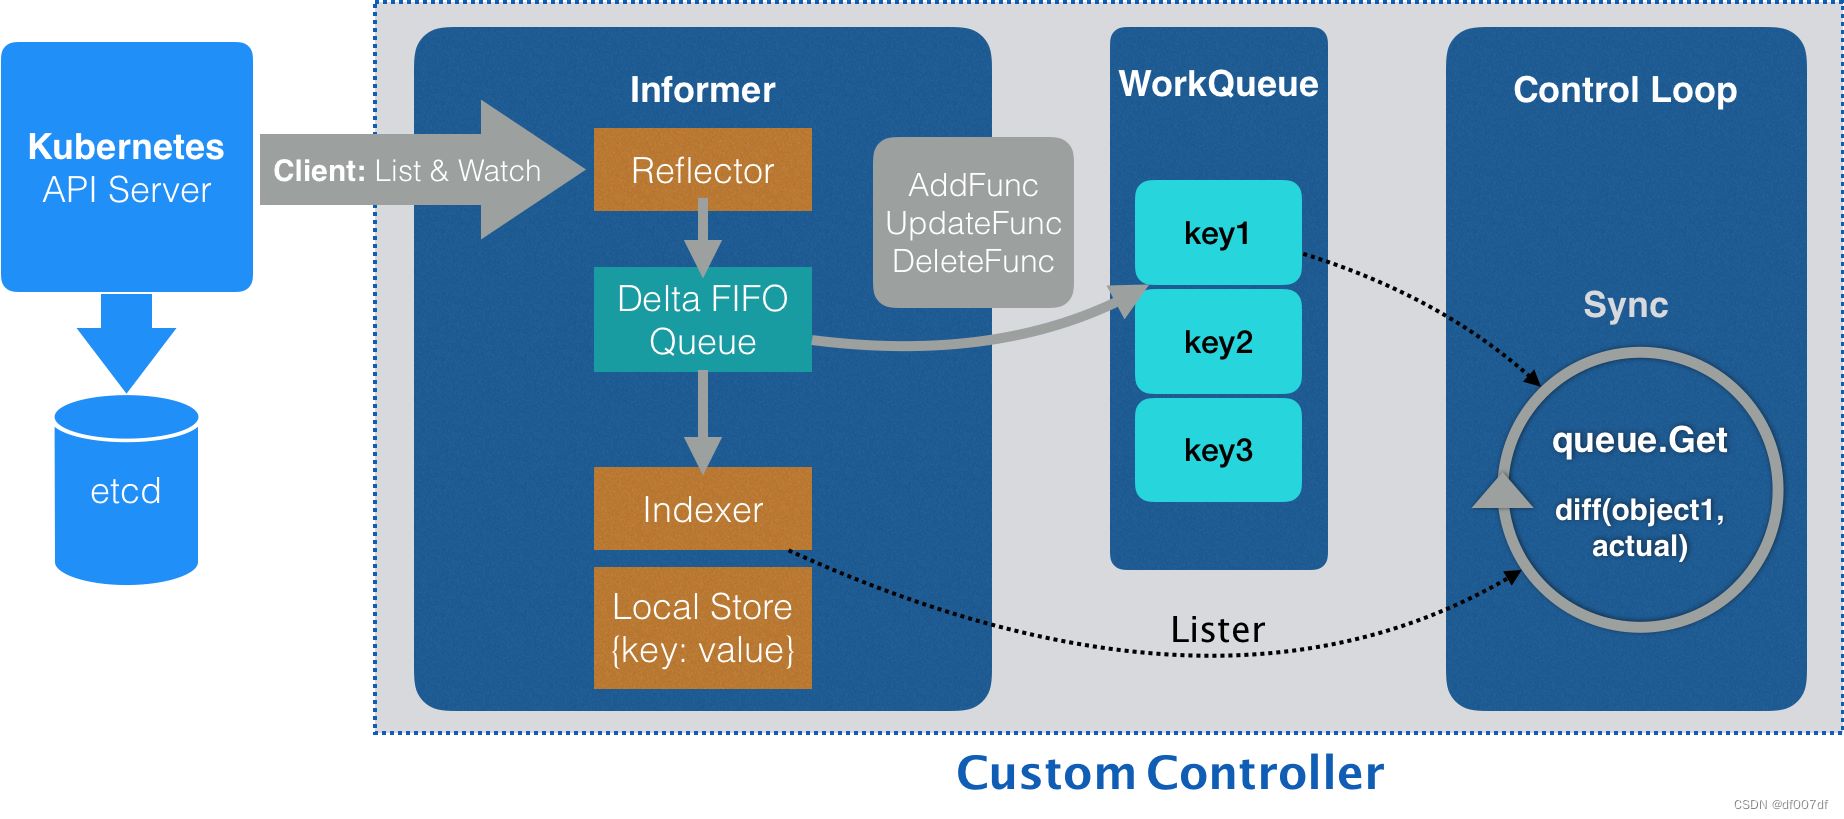 Kubernetes
API Server
etcd
Client: List & Watch
Informer
Reflector
Delta FIFO
Queue
Indexer
Local Store
{key: value}
AddFunc
UpdateFunc
DeleteFunc
WorkQueue
key1
key2
key3
Lister
Control Loop
Sync
queue.Get
diff(object1,
actual)
Custom Controller
CSDN @df007df